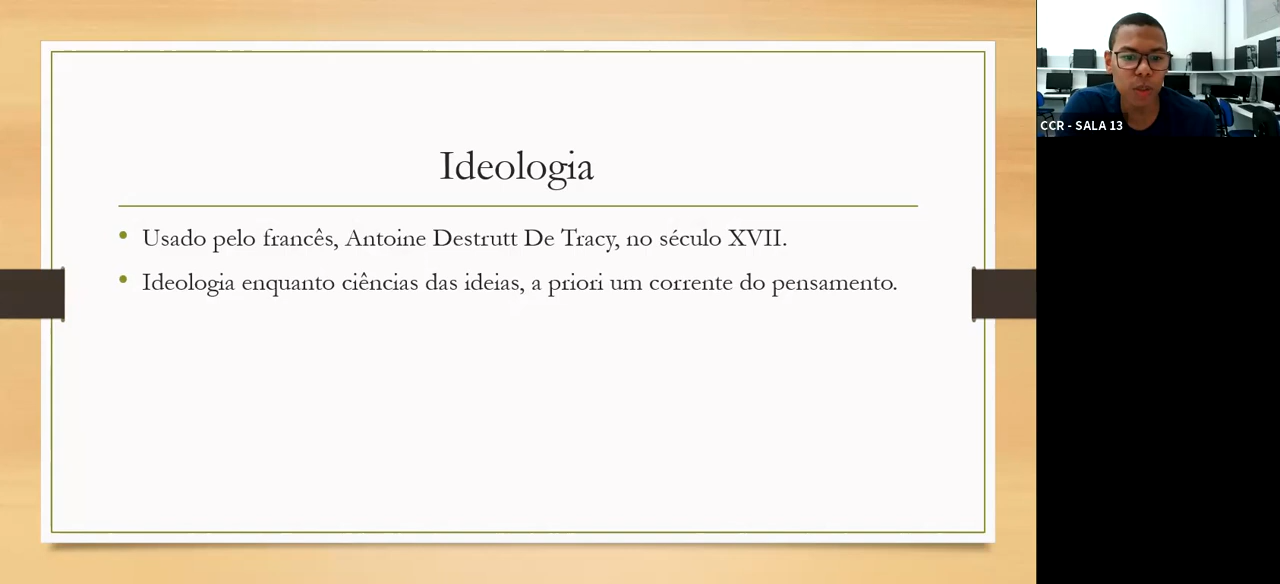 Ideologia
Usado pelo francês, Antoine Destrutt De Tracy, no século XVII.
Ideologia enquanto ciências das ideias, a priori um corrente do pensamento.
CCR - SALA 13